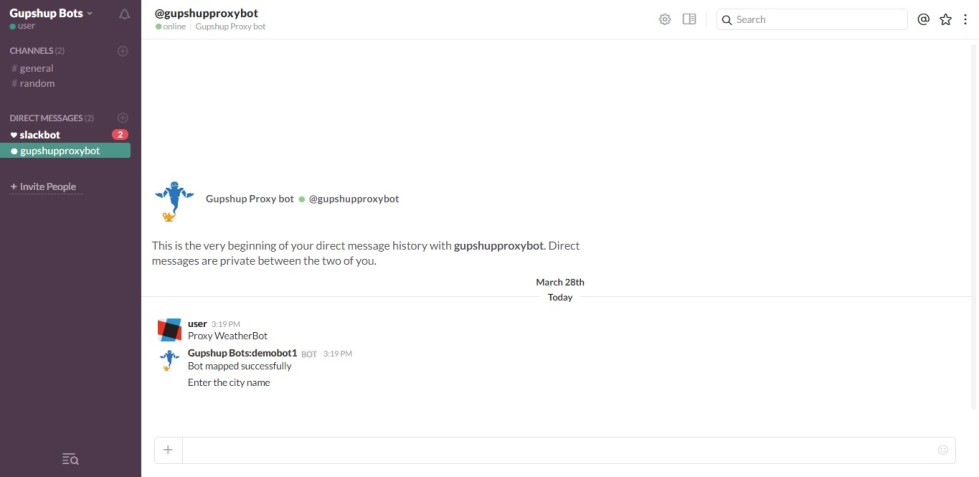 Gupshup Bots
user
CHANNELS (2)
# general
# random
DIRECT MESSAGES (2)
slackbot 2
gupshupproxybot
+ Invite People
@gupshupproxybot
online | Gupshup Proxy bot
Search
Gupshup Proxy bot @gupshupproxybot
This is the very beginning of your direct message history with gupshupproxybot. Direct
messages are private between the two of you.
March 28th
Today
user 3:19 PM
Proxy WeatherBot
Gupshup Bots:demobot1 BOT 3:19 PM
Bot mapped successfully
Enter the city name